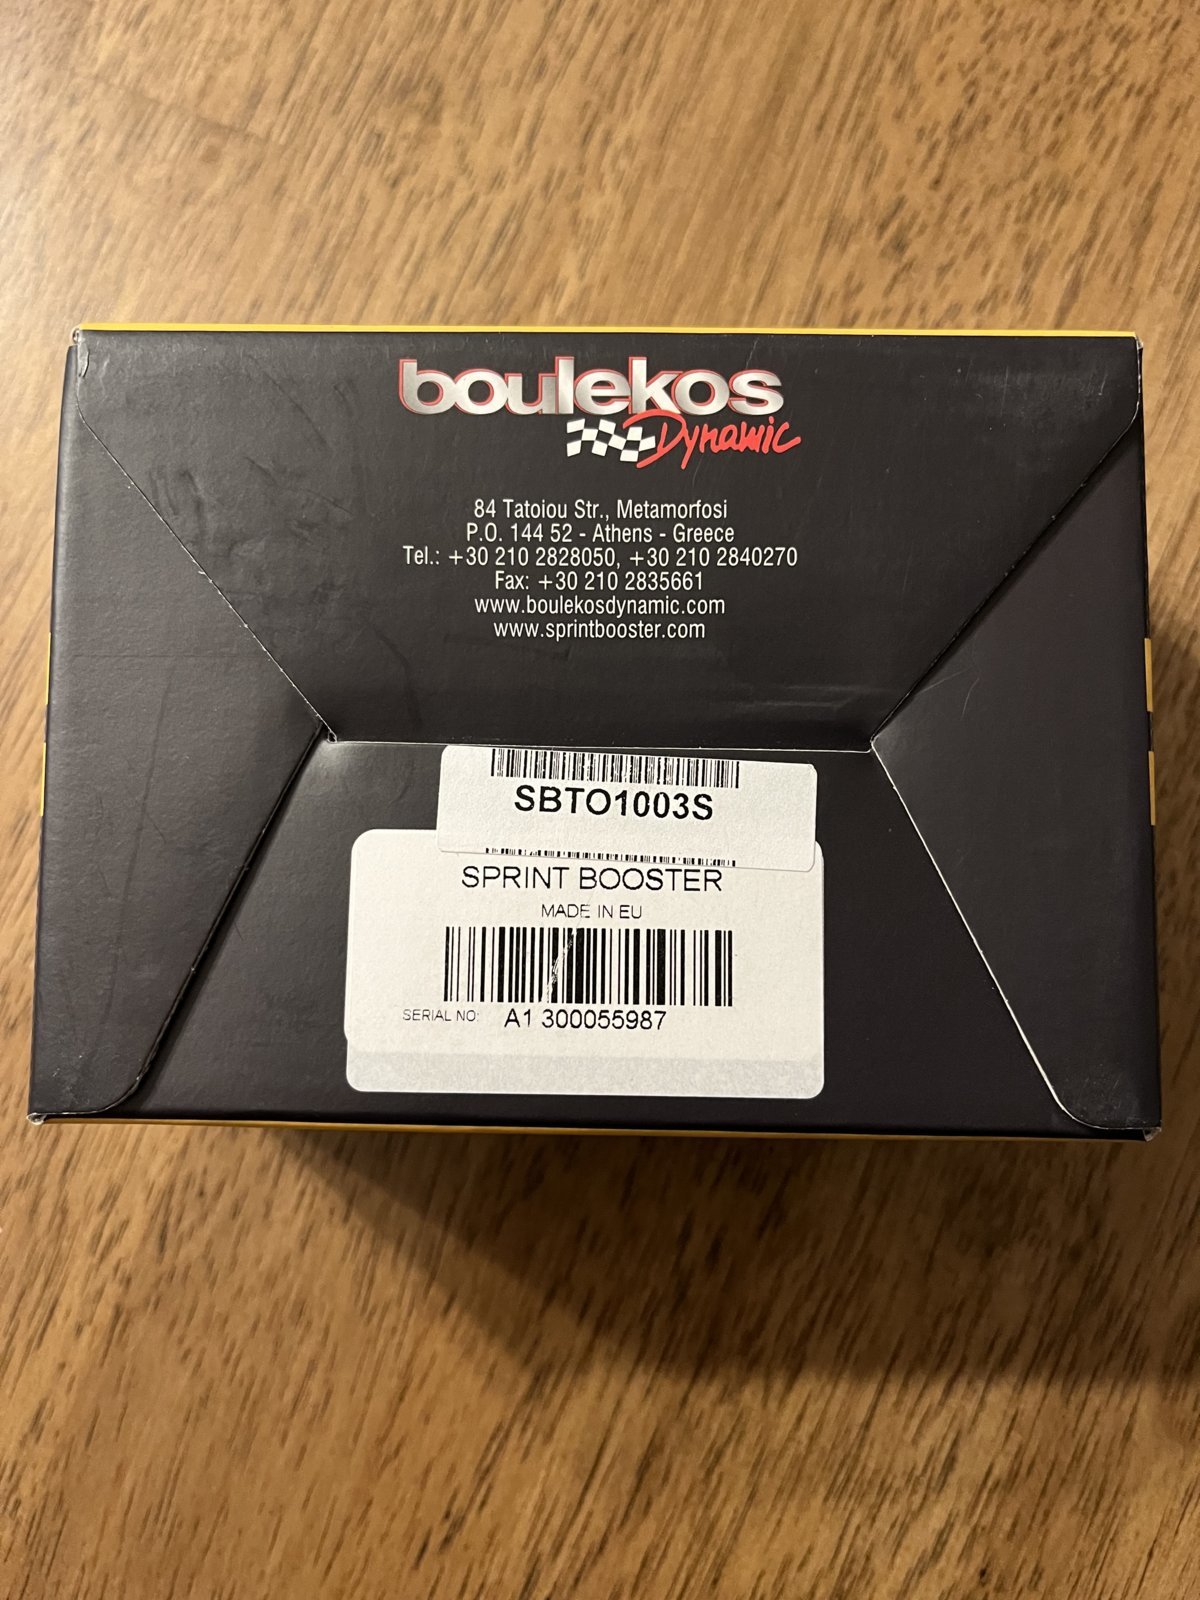 boulekos
Dynamic
84 Tatoiou Str., Metamorfosi
P.O. 144 52 - Athens - Greece
Tel.: +30 210 2828050, +30 210 2840270
Fax: +30 210 2835661
www.boulekosdynamic.com
www.sprintbooster.com
SBTO1003S
SPRINT BOOSTER
MADE IN EU
SERIAL NO: A1 300055987